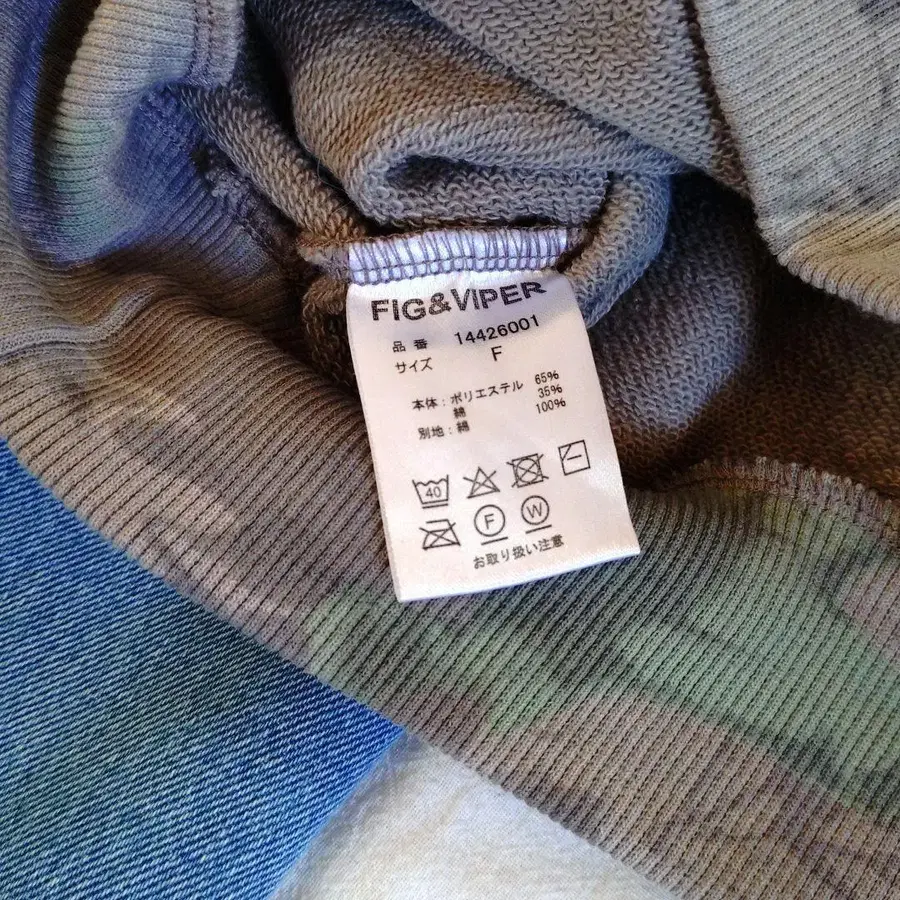 FIG&VIPER
品 番 14426001
サイズ F
本体：ポリエステル 65%
綿 35%
別地：綿 100%
40
F W
お取り扱い注意